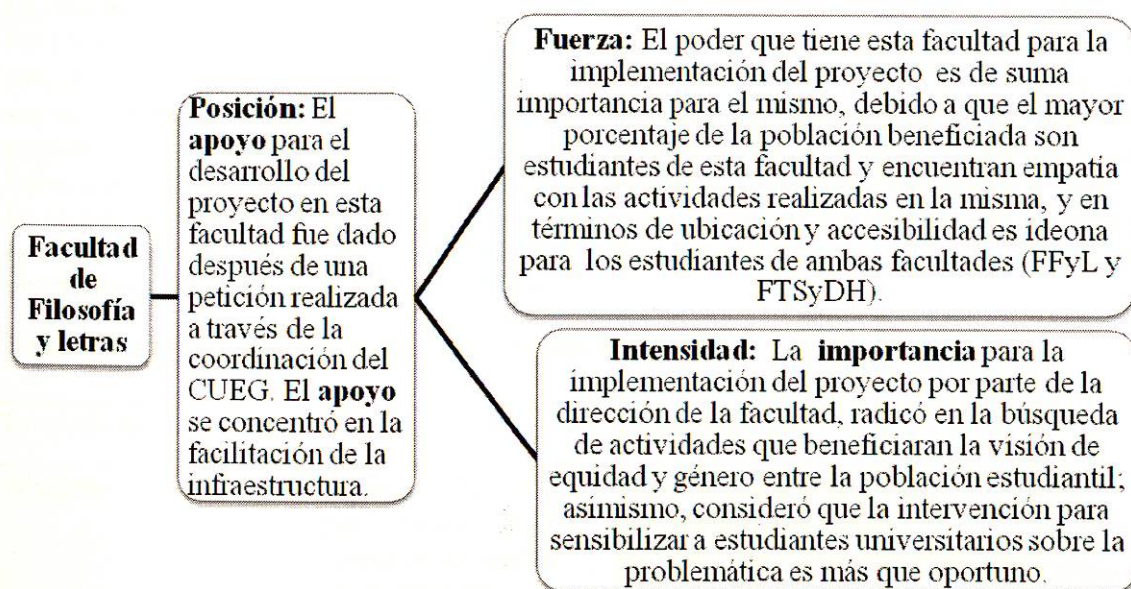 Facultad
de
Filosofía
y letras
Posición: El
apoyo para el
desarrollo del
proyecto en esta
facultad fue dado
después de una
petición realizada
a través de la
coordinación del
CUEG. El apoyo
se concentró en la
facilitación de la
infraestructura.
Fuerza: El poder que tiene esta facultad para la
implementación del proyecto es de suma
importancia para el mismo, debido a que el mayor
porcentaje de la población beneficiada son
estudiantes de esta facultad y encuentran empatía
con las actividades realizadas en la misma, y en
términos de ubicación y accesibilidad es ideona
para los estudiantes de ambas facultades (FFyL y
FTSyDH).
Intensidad: La importancia para la
implementación del proyecto por parte de la
dirección de la facultad, radicó en la búsqueda
de actividades que beneficiaran la visión de
equidad y género entre la población estudiantil;
asimismo, consideró que la intervención para
sensibilizar a estudiantes universitarios sobre la
problemática es más que oportuno.